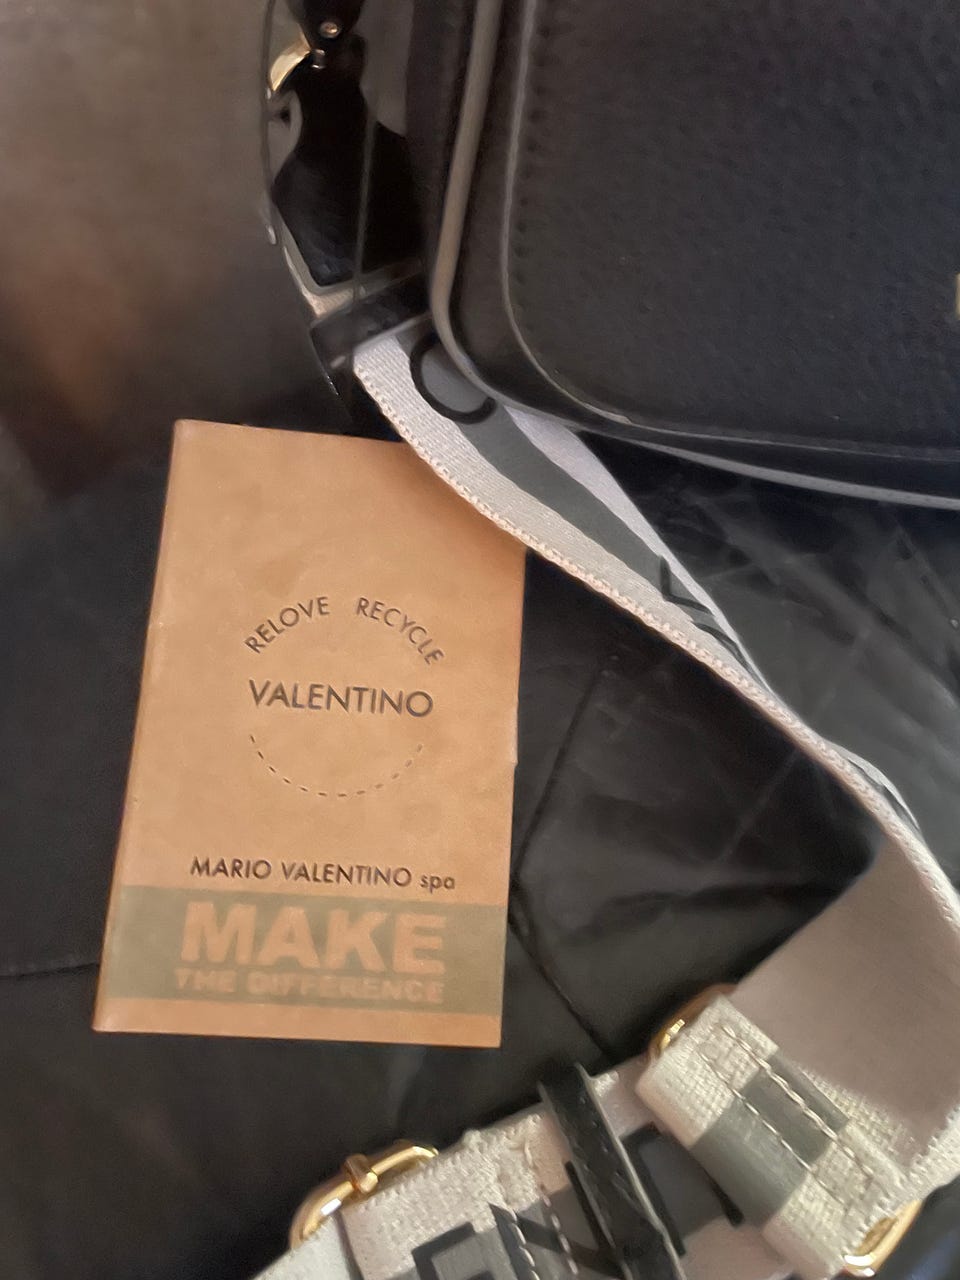 RELOVE RECYCLE
VALENTINO
MARIO VALENTINO spa
MAKE
THE DIFFERENCE